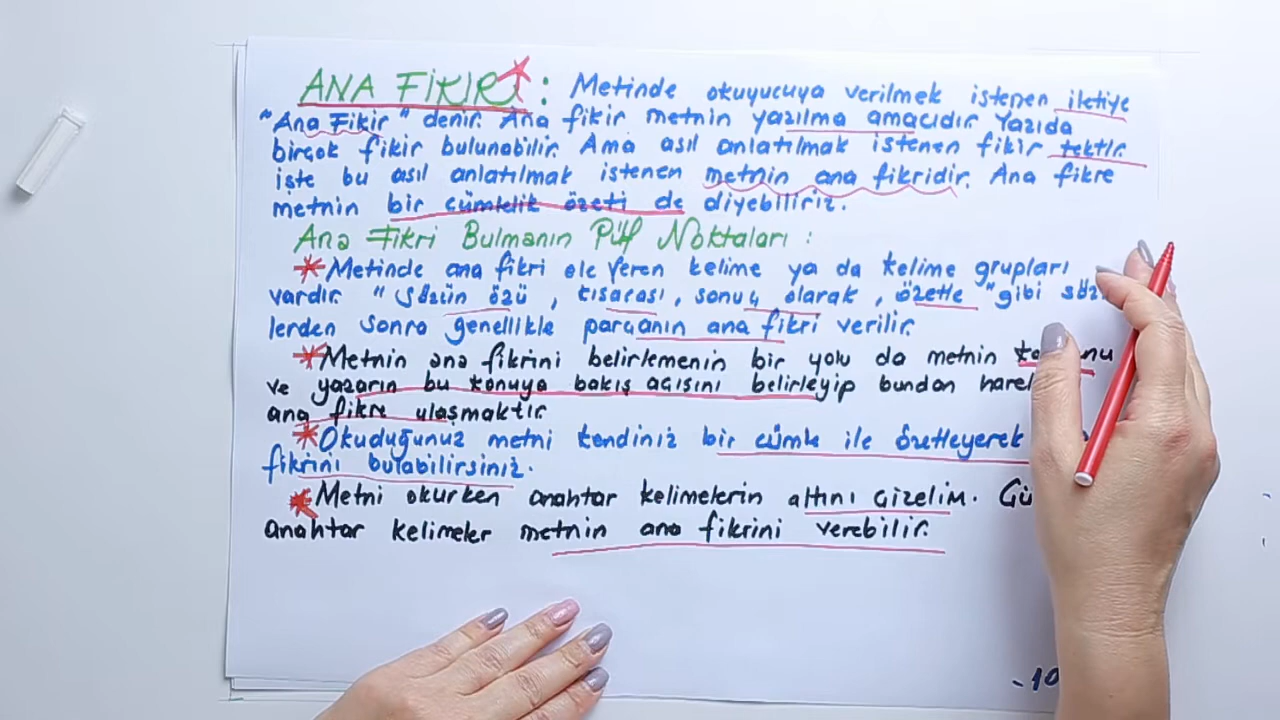 ANA FİKİR : Metinde okuyucuya verilmek istenen iletiye
"Ana Fikir" denir. Ana fikir metnin yazılma amacıdır. Yazıda
birçok fikir bulunabilir. Ama asıl anlatılmak istenen fikir tektir.
işte bu asıl anlatılmak istenen metnin ana fikridir. Ana fikre
metnin bir cümlelik özeti de diyebiliriz.
Ana Fikri Bulmanın Püf Noktaları :
* Metinde ana fikri ele veren kelime ya da kelime grupları
vardır. "Sözün özü, kısacası, sonuç olarak, özetle" gibi söz
lerden sonra genellikle parçanın ana fikri verilir.
* Metnin ana fikrini belirlemenin bir yolu da metnin
ve yazarın bu konuya bakış açısını belirleyip bundan
ana fikre ulaşmaktır.
* Okuduğunuz metni kendiniz bir cümle ile özetleyerek
fikrini bulabilirsiniz.
* Metni okurken anahtar kelimelerin altını çizelim.
anahtar kelimeler metnin ana fikrini verebilir.
-10